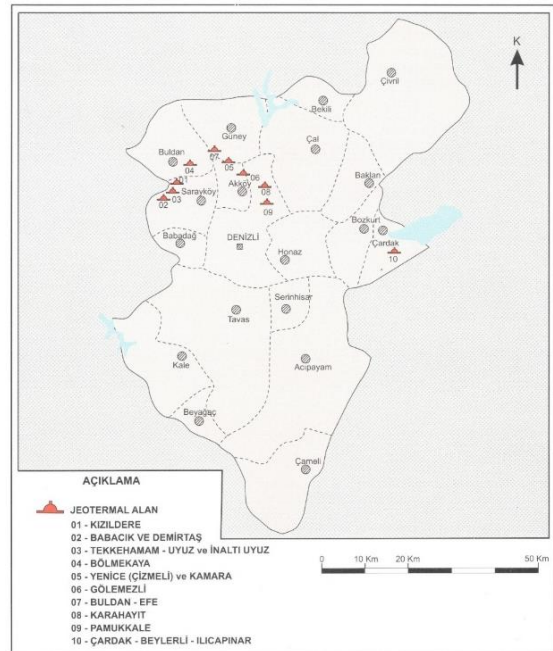 K
Çivril
Bekilli
Güney
Çal
Buldan
07
04
05
01
06
Akköy
08
Baklan
02
03
Sarayköy
09
Bozkurt
Çardak
10
Babadağ
DENİZLİ
Honaz
Serinhisar
Tavas
Kale
Acıpayam
Beyağaç
Çameli
AÇIKLAMA
JEOTERMAL ALAN
01 - KIZILDERE
02 - BABACIK VE DEMİRTAŞ
03 - TEKKEHAMAM - UYUZ ve İNALTI UYUZ
04 - BÖLMEKAYA
05 - YENİCE (ÇİZMELİ) ve KAMARA
06 - GÖLEMEZLİ
07 - BULDAN - EFE
08 - KARAHAYIT
09 - PAMUKKALE
10 - ÇARDAK - BEYLERLİ - ILICAPINAR
0 10 Km 20 Km 50 Km